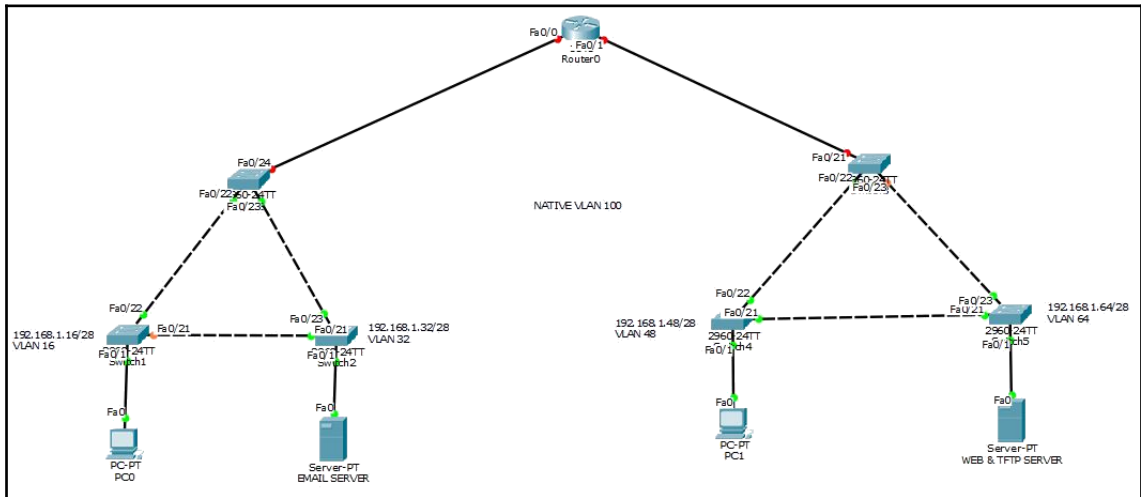 Fa0/0
Fa0/1
Router0
Fa0/24
Fa0/22
Fa0/23
Fa0/21
Fa0/22
Fa0/23
NATIVE VLAN 100
Fa0/22
192.168.1.16/28
VLAN 16
Fa0/21
Fa0/1
Switch1
Fa0/23
Fa0/21
192.168.1.32/28
VLAN 32
Fa0/1
Switch2
Fa0/22
192.168.1.48/28
VLAN 48
Fa0/21
2960-24TT
Fa0/1
Fa0/23
Fa0/21
192.168.1.64/28
VLAN 64
2960-24TT
Fa0/1
Fa0
PC-PT
PC0
Fa0
Server-PT
EMAIL SERVER
Fa0
PC-PT
PC1
Fa0
Server-PT
WEB & TFTP SERVER